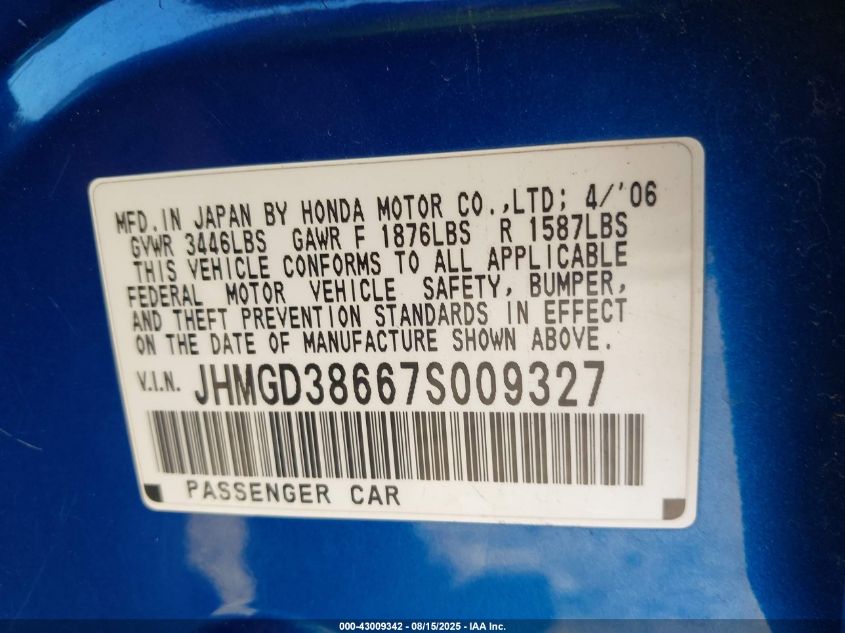 MFD.IN JAPAN BY HONDA MOTOR CO.,LTD; 4/'06
GVWR 3446LBS GAWR F 1876LBS R 1587LBS
THIS VEHICLE CONFORMS TO ALL APPLICABLE
FEDERAL MOTOR VEHICLE SAFETY, BUMPER,
AND THEFT PREVENTION STANDARDS IN EFFECT
ON THE DATE OF MANUFACTURE SHOWN ABOVE.
V.I.N. JHMGD38667S009327
PASSENGER CAR
000-43009342 - 08/15/2025 - IAA Inc.